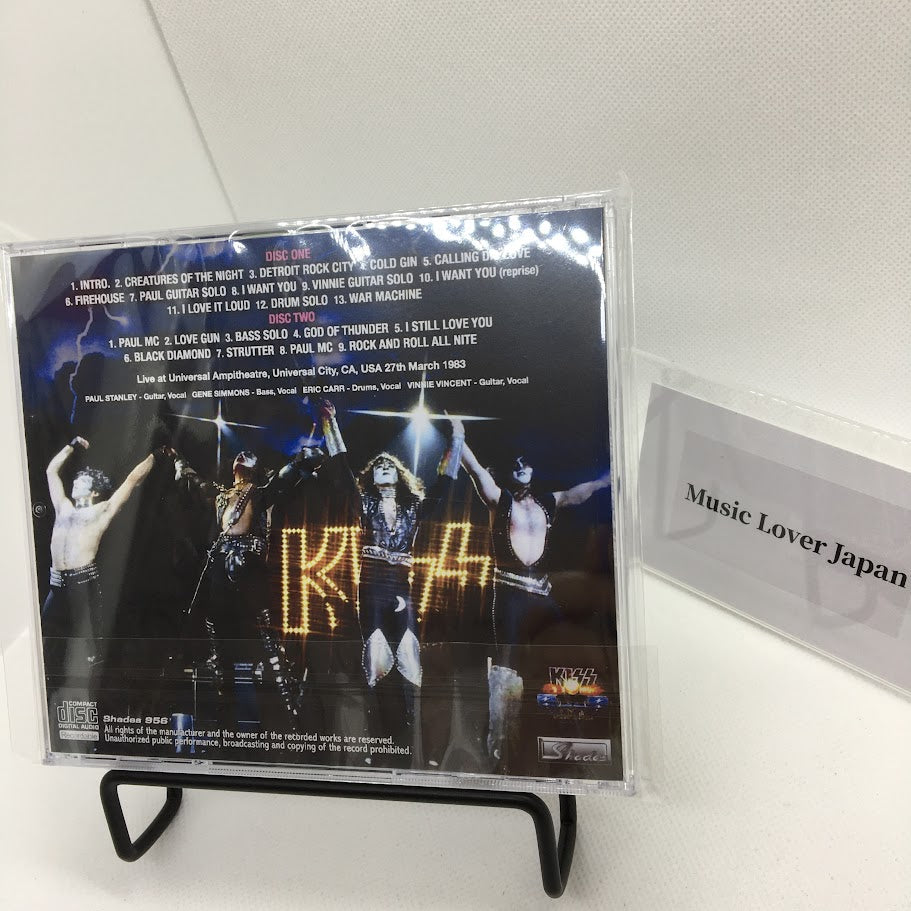 DISC ONE
1. INTRO. 2. CREATURES OF THE NIGHT 3. DETROIT ROCK CITY 4. COLD GIN 5. CALLING DR. LOVE
6. FIREHOUSE 7. PAUL GUITAR SOLO 8. I WANT YOU 9. VINNIE GUITAR SOLO 10. I WANT YOU (reprise)
11. I LOVE IT LOUD 12. DRUM SOLO 13. WAR MACHINE
DISC TWO
1. PAUL MC 2. LOVE GUN 3. BASS SOLO 4. GOD OF THUNDER 5. I STILL LOVE YOU
6. BLACK DIAMOND 7. STRUTTER 8. PAUL MC 9. ROCK AND ROLL ALL NITE
Live at Universal Ampitheatre, Universal City, CA, USA 27th March 1983
PAUL STANLEY - Guitar, Vocal GENE SIMMONS - Bass, Vocal ERIC CARR - Drums, Vocal VINNIE VINCENT - Guitar, Vocal
Music Lover Japan
KISS
KISS
COMPACT
disc
DIGITAL AUDIO
Recordable
Shades 956
All rights of the manufacturer and the owner of the recorded works are reserved.
Unauthorized public performance, broadcasting and copying of the record prohibited.
Shades